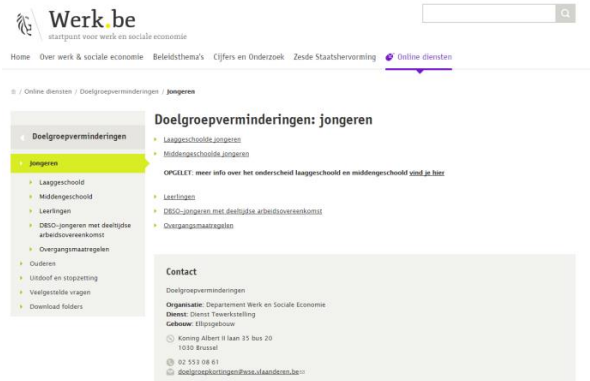 Werk.be
startpunt voor werk en sociale economie
Home Over werk & sociale economie Beleidsthema's Cijfers en Onderzoek Zesde Staatshervorming Online diensten
/ Online diensten / Doelgroepverminderingen / Jongeren
Doelgroepverminderingen
Jongeren
Laaggeschoold
Middengeschoold
Leerlingen
DBSO-jongeren met deeltijdse
arbeidsovereenkomst
Overgangsmaatregelen
Ouderen
Uitdoof en stopzetting
Veelgestelde vragen
Download folders
Doelgroepverminderingen: jongeren
Laaggeschoolde jongeren
Middengeschoolde jongeren
OPGELET: meer info over het onderscheid laaggeschoold en middengeschoold vind je hier
Leerlingen
DBSO-jongeren met deeltijdse arbeidsovereenkomst
Overgangsmaatregelen
Contact
Doelgroepverminderingen
Organisatie: Departement Werk en Sociale Economie
Dienst: Dienst Tewerkstelling
Gebouw: Ellipsgebouw
Koning Albert II laan 35 bus 20
1030 Brussel
02 553 08 61
doelgroepkortingen@wse.vlaanderen.be